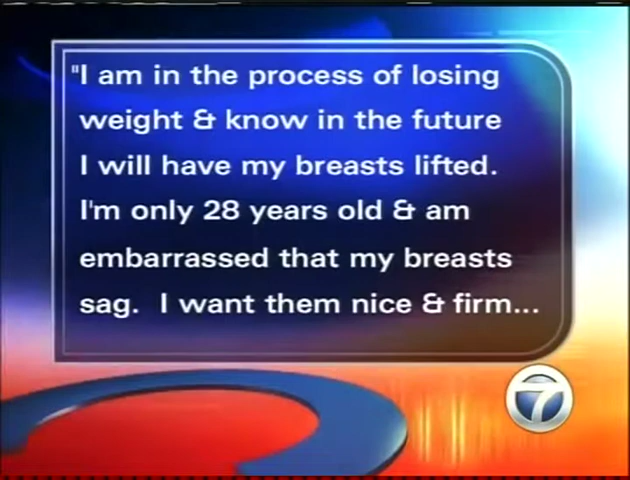 "I am in the process of losing
weight & know in the future
I will have my breasts lifted.
I'm only 28 years old & am
embarrassed that my breasts
sag.  I want them nice & firm...
7